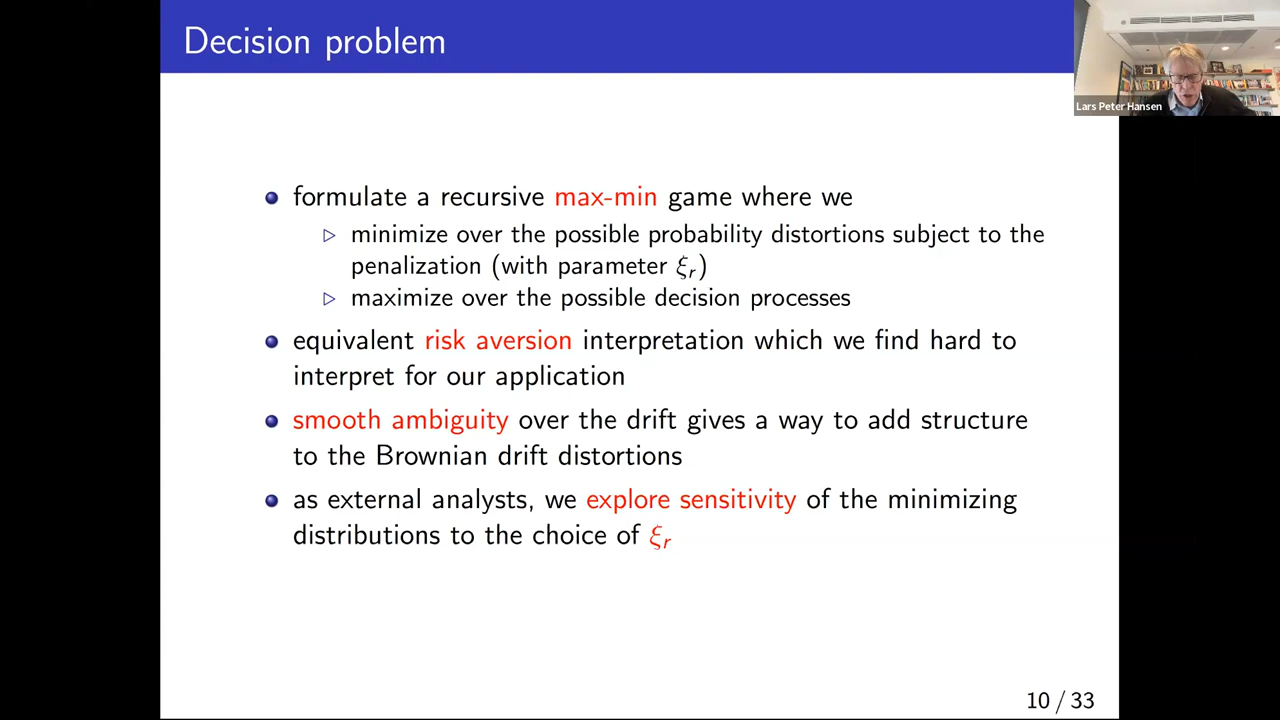 Decision problem
Lars Peter Hansen
formulate a recursive max-min game where we
minimize over the possible probability distortions subject to the
penalization (with parameter ξr)
maximize over the possible decision processes
equivalent risk aversion interpretation which we find hard to
interpret for our application
smooth ambiguity over the drift gives a way to add structure
to the Brownian drift distortions
as external analysts, we explore sensitivity of the minimizing
distributions to the choice of ξr
10 / 33